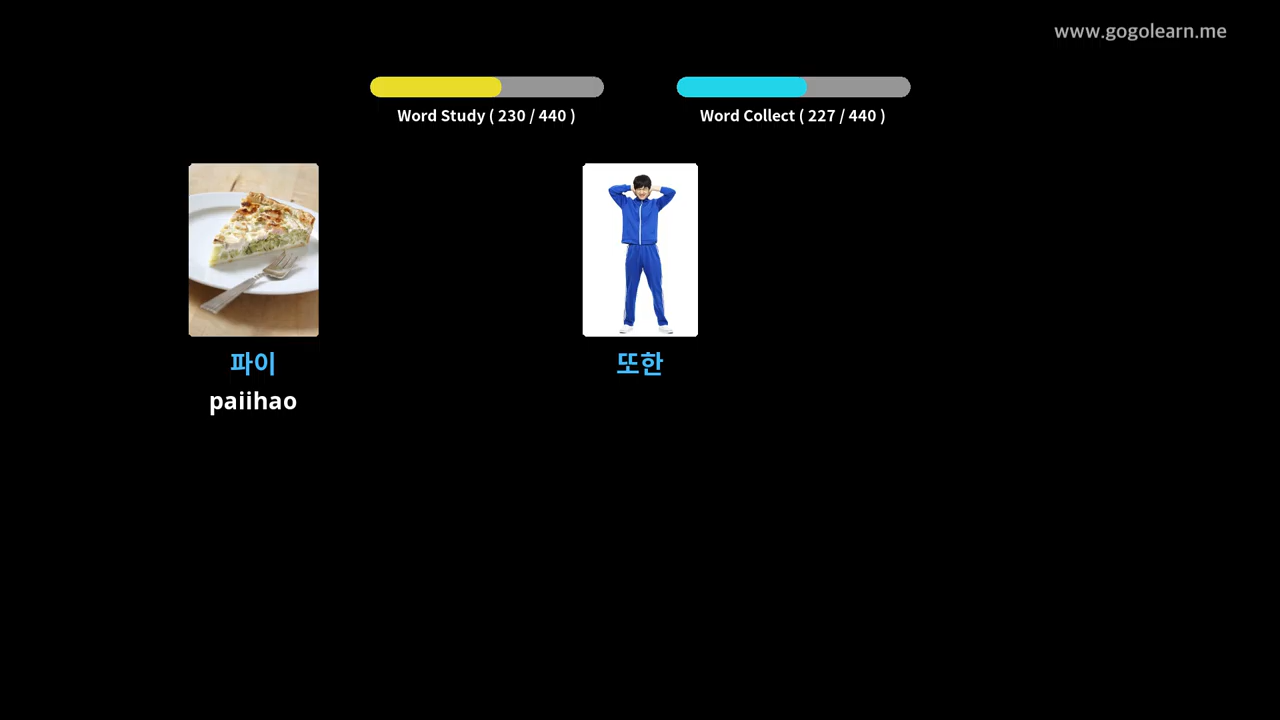 www.gogolearn.me
Word Study ( 230 / 440 )
Word Collect ( 227 / 440 )
파이
또한
paiihao